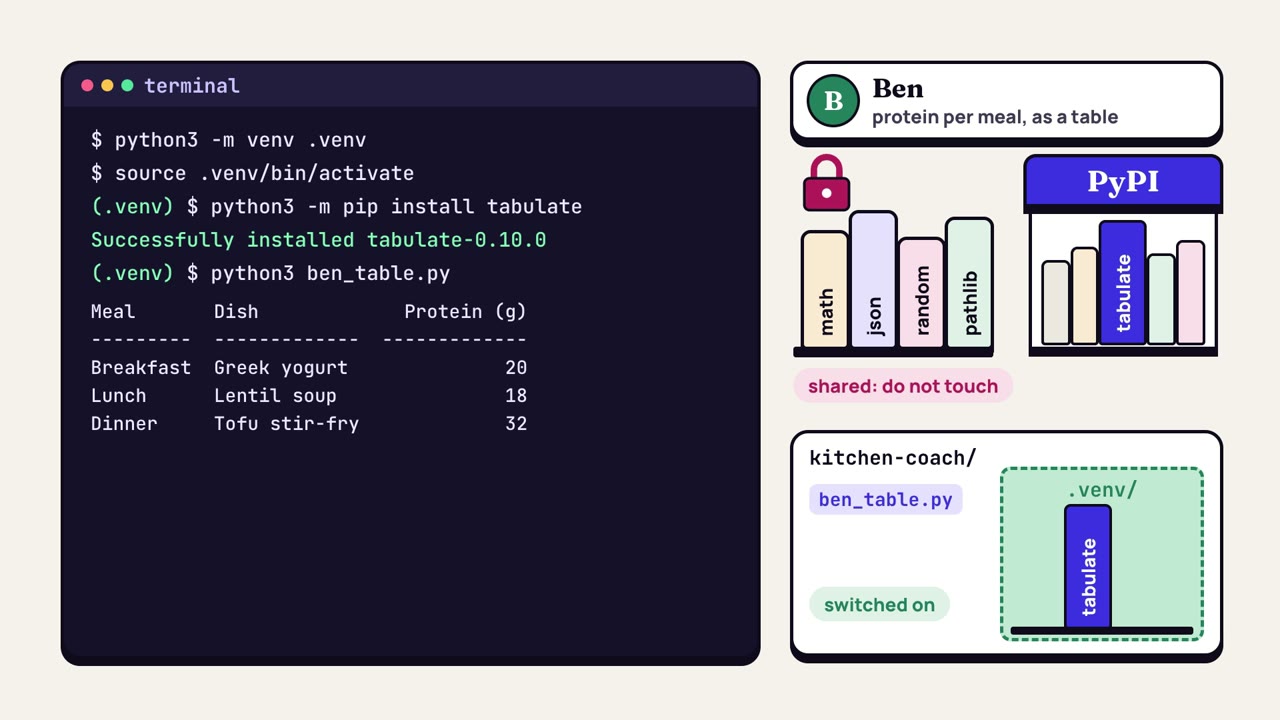 terminal
$ python3 -m venv .venv
$ source .venv/bin/activate
(.venv) $ python3 -m pip install tabulate
Successfully installed tabulate-0.10.0
(.venv) $ python3 ben_table.py
Meal Dish Protein (g)
--------- ------------- -------------
Breakfast Greek yogurt 20
Lunch Lentil soup 18
Dinner Tofu stir-fry 32
B
Ben
protein per meal, as a table
math
json
random
pathlib
shared: do not touch
PyPI
tabulate
kitchen-coach/
ben_table.py
switched on
.venv/
tabulate